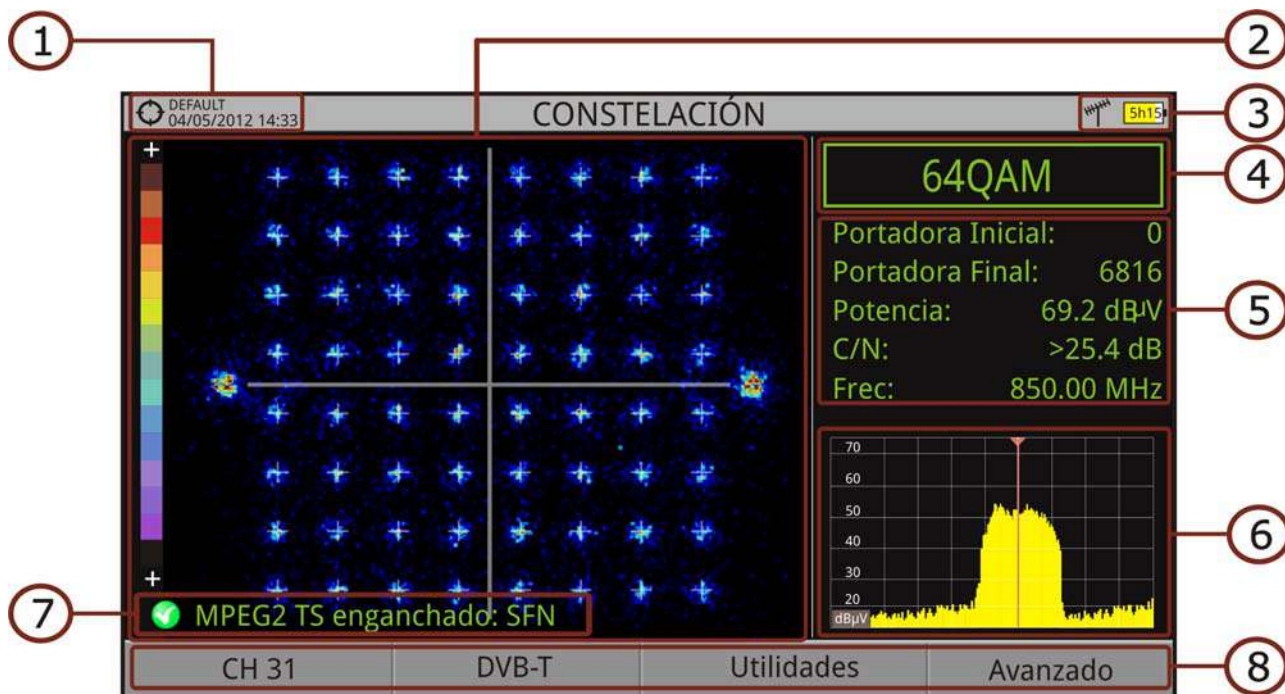 1
2
DEFAULT
04/05/2012 14:33
CONSTELACIÓN
5h15
3
+
64QAM
4
Portadora Inicial: 0
Portadora Final: 6816
Potencia: 69.2 dBµV
C/N: >25.4 dB
Frec: 850.00 MHz
5
70
60
50
40
30
20
dBµV
6
+
7
MPEG2 TS enganchado: SFN
CH 31
DVB-T
Utilidades
Avanzado
8